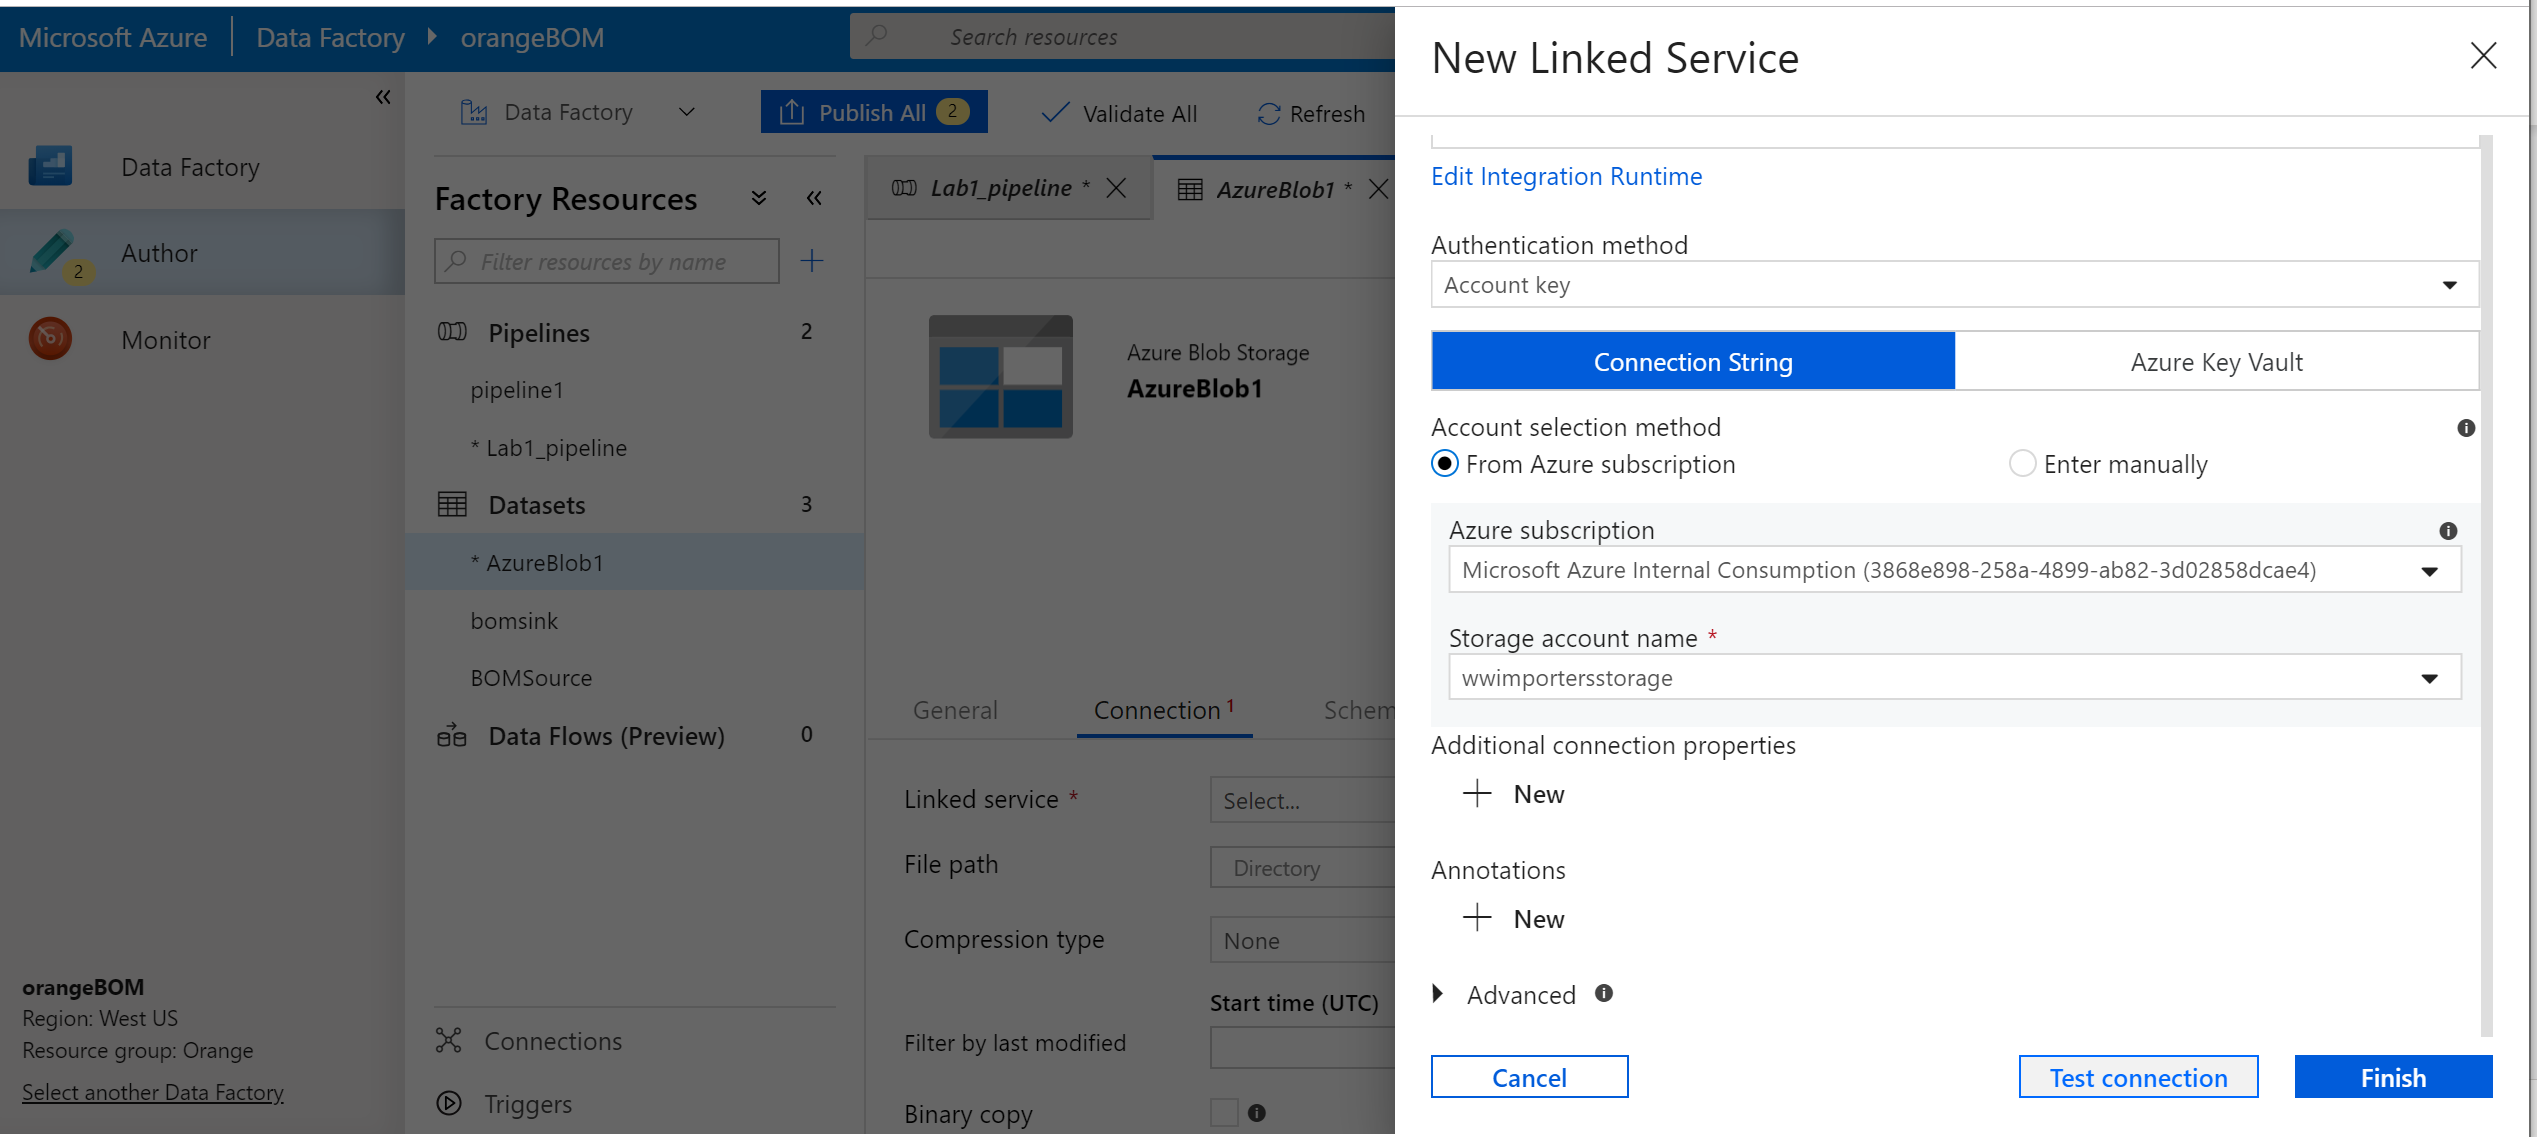 Microsoft Azure
Data Factory
orangeBOM
Search resources
Data Factory
Author
2
Monitor
orangeBOM
Region: West US
Resource group: Orange
Select another Data Factory
Data Factory
Publish All 2
Validate All
Refresh
Factory Resources
Filter resources by name
Pipelines 2
pipeline1
* Lab1_pipeline
Datasets 3
* AzureBlob1
bomsink
BOMSource
Data Flows (Preview) 0
Connections
Triggers
Lab1_pipeline *
AzureBlob1 *
Azure Blob Storage
AzureBlob1
General
Connection 1
Schem
Linked service *
Select...
File path
Directory
Compression type
None
Start time (UTC)
Filter by last modified
Binary copy
New Linked Service
Edit Integration Runtime
Authentication method
Account key
Connection String
Azure Key Vault
Account selection method
From Azure subscription
Enter manually
Azure subscription
Microsoft Azure Internal Consumption (3868e898-258a-4899-ab82-3d02858dcae4)
Storage account name *
wwimportersstorage
Additional connection properties
New
Annotations
New
Advanced
Cancel
Test connection
Finish